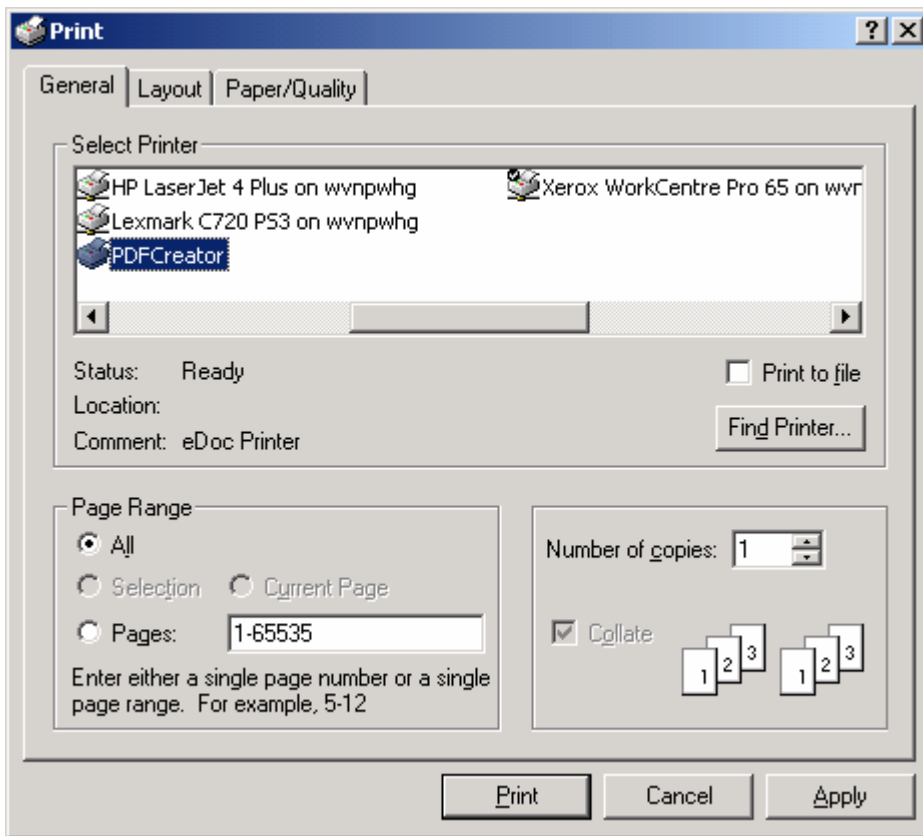 Print
General Layout Paper/Quality
Select Printer
HP LaserJet 4 Plus on wvnpwhg Xerox WorkCentre Pro 65 on wvr
Lexmark C720 PS3 on wvnpwhg
PDFCreator
Status: Ready
Print to file
Location:
Comment: eDoc Printer
Find Printer...
Page Range
All
Number of copies: 1
Selection Current Page
Pages: 1-65535
Collate
1 2 3 1 2 3
Enter either a single page number or a single
page range. For example, 5-12
Print Cancel Apply